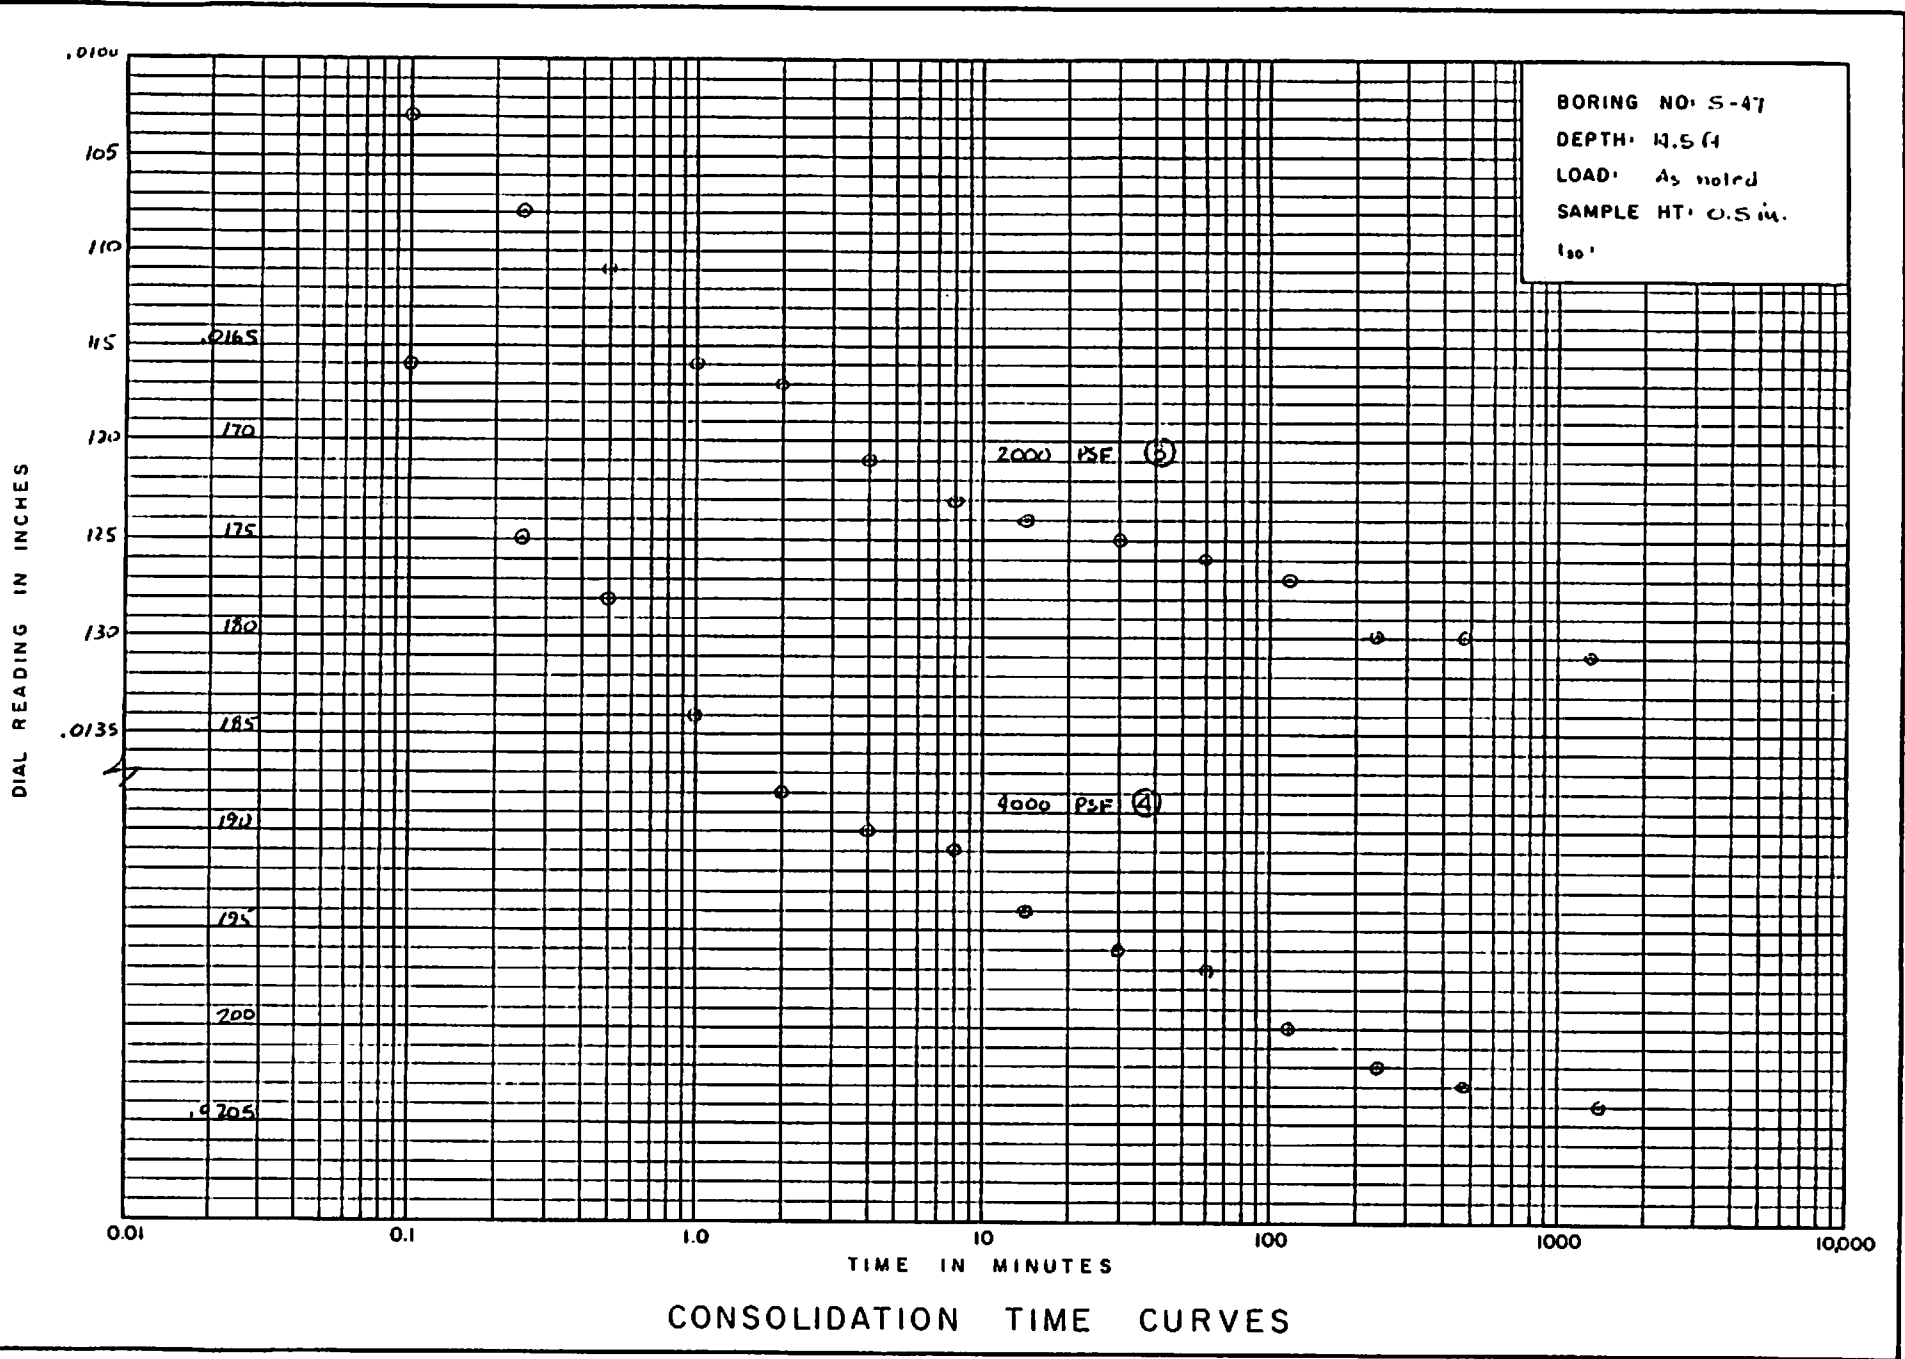 .0100
105
110
115
120
125
130
.0135
.0165
170
175
180
185
190
195
200
.0205
DIAL READING IN INCHES
BORING NO: S-47
DEPTH:
LOAD: As noted
SAMPLE HT: 0.5 in.
2000 PSF
4000 PSF 4
0.01 0.1 1.0 10 100 1000 10,000
TIME IN MINUTES
CONSOLIDATION TIME CURVES